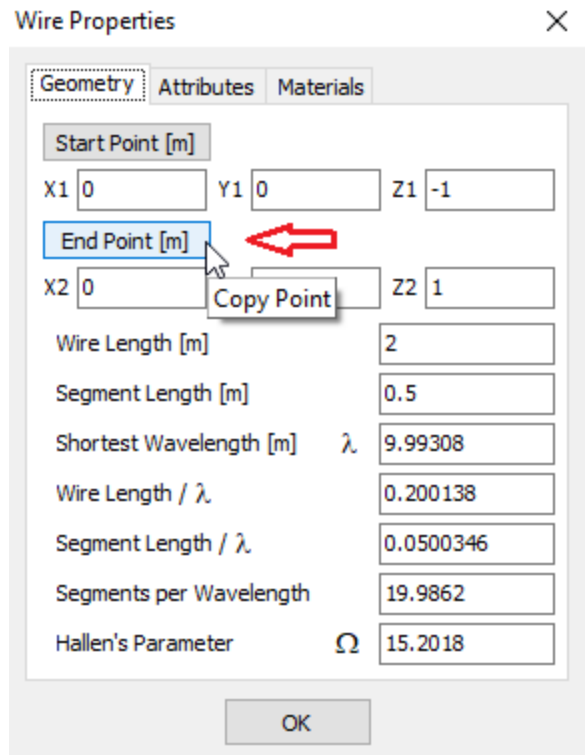 Wire Properties
Geometry Attributes Materials
Start Point [m]
X1 0 Y1 0 Z1 -1
End Point [m]
X2 0 Z2 1
Copy Point
Wire Length [m] 2
Segment Length [m] 0.5
Shortest Wavelength [m] λ 9.99308
Wire Length / λ 0.200138
Segment Length / λ 0.0500346
Segments per Wavelength 19.9862
Hallen's Parameter Ω 15.2018
OK